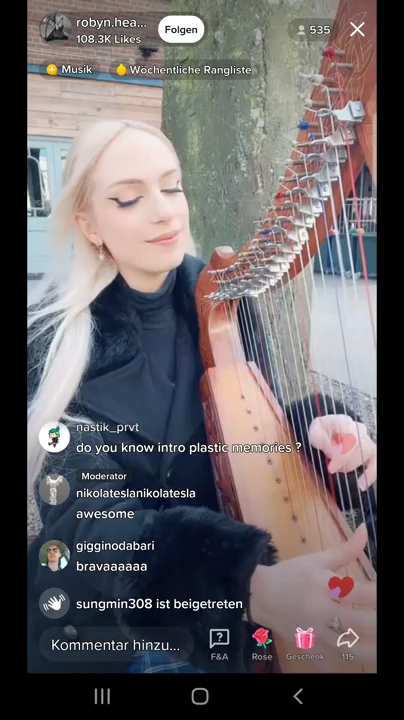 robyn.hea...
108.3K Likes
Folgen
535
Musik
Wöchentliche Rangliste
nastik_prvt
do you know intro plastic memories ?
Moderator
nikolateslanikolatesla
awesome
gigginodabari
bravaaaaaa
sungmin308 ist beigetreten
Kommentar hinzu...
F&A
Rose
Geschenk
115